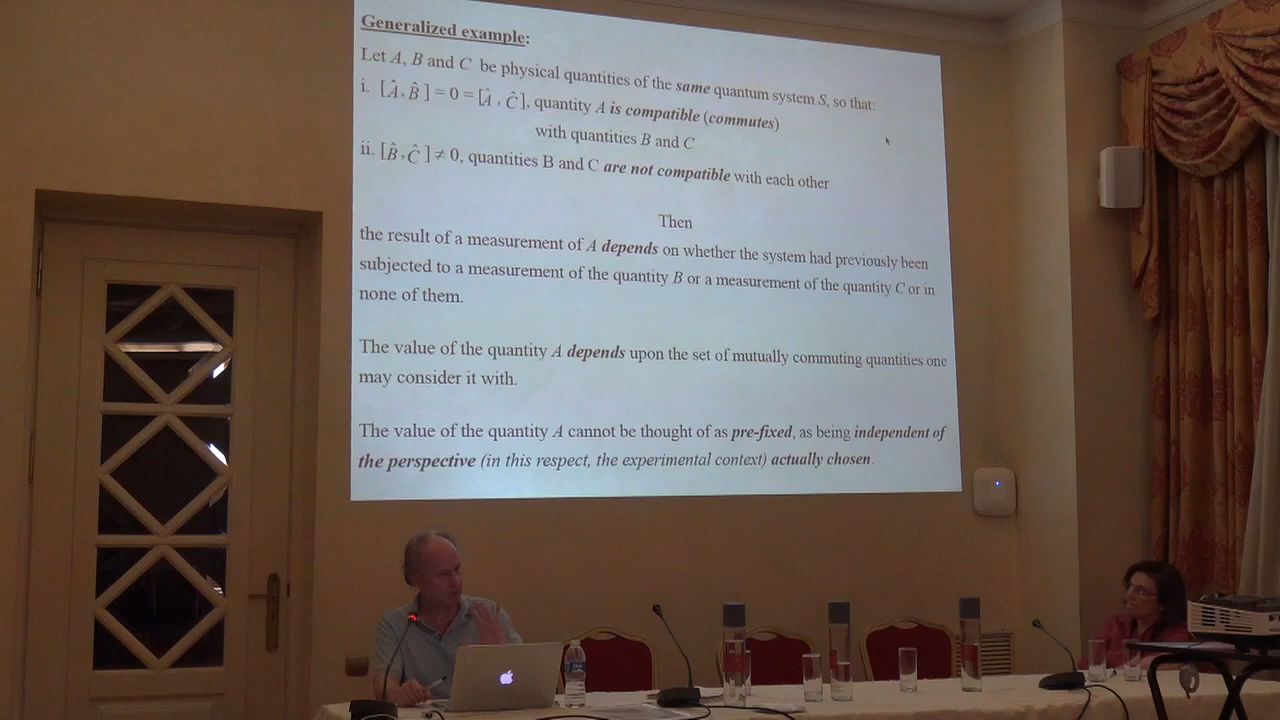 Generalized example:
Let A, B and C be physical quantities of the same quantum system S, so that:
i. [Â, B̂] = 0 = [Â, Ĉ], quantity A is compatible (commutes)
with quantities B and C
ii. [B̂, Ĉ] ≠ 0, quantities B and C are not compatible with each other
Then
the result of a measurement of A depends on whether the system had previously been
subjected to a measurement of the quantity B or a measurement of the quantity C or in
none of them.
The value of the quantity A depends upon the set of mutually commuting quantities one
may consider it with.
The value of the quantity A cannot be thought of as pre-fixed, as being independent of
the perspective (in this respect, the experimental context) actually chosen.